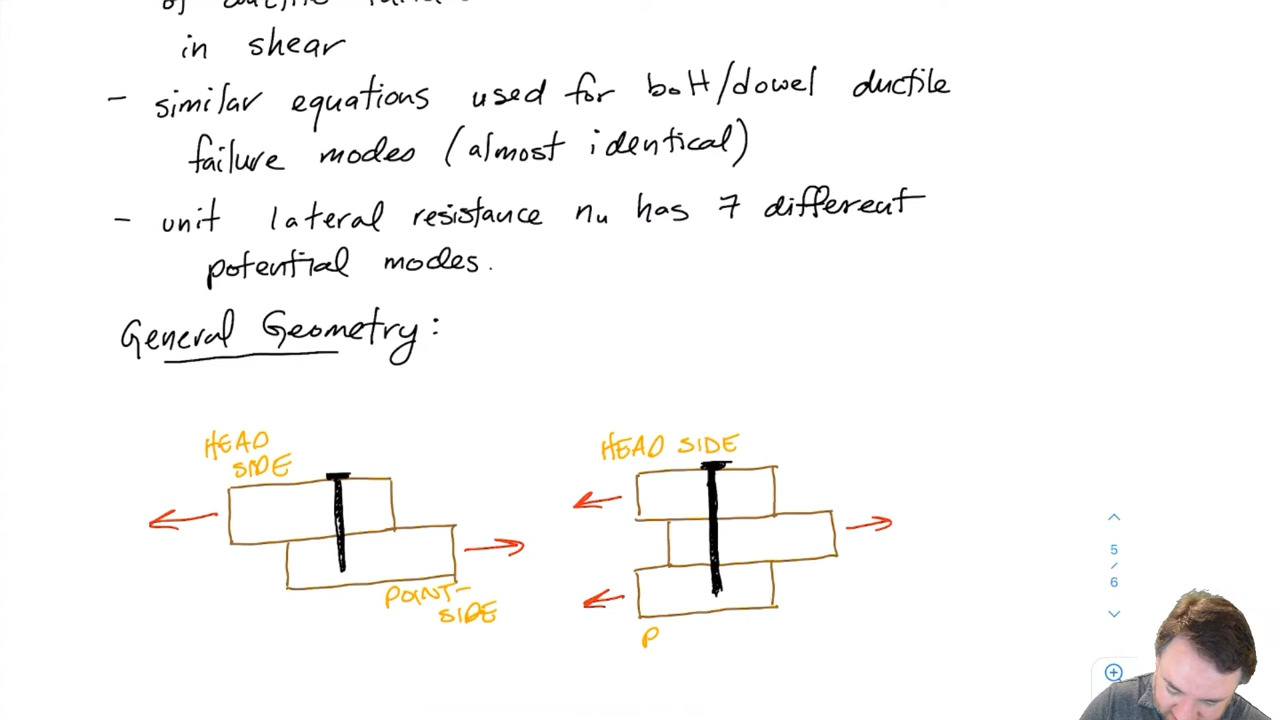 in shear
- similar equations used for bolt/dowel ductile
failure modes (almost identical)
- unit lateral resistance nu has 7 different
potential modes.
General Geometry:
HEAD
SIDE
POINT-
SIDE
HEAD SIDE
P
5
/
6